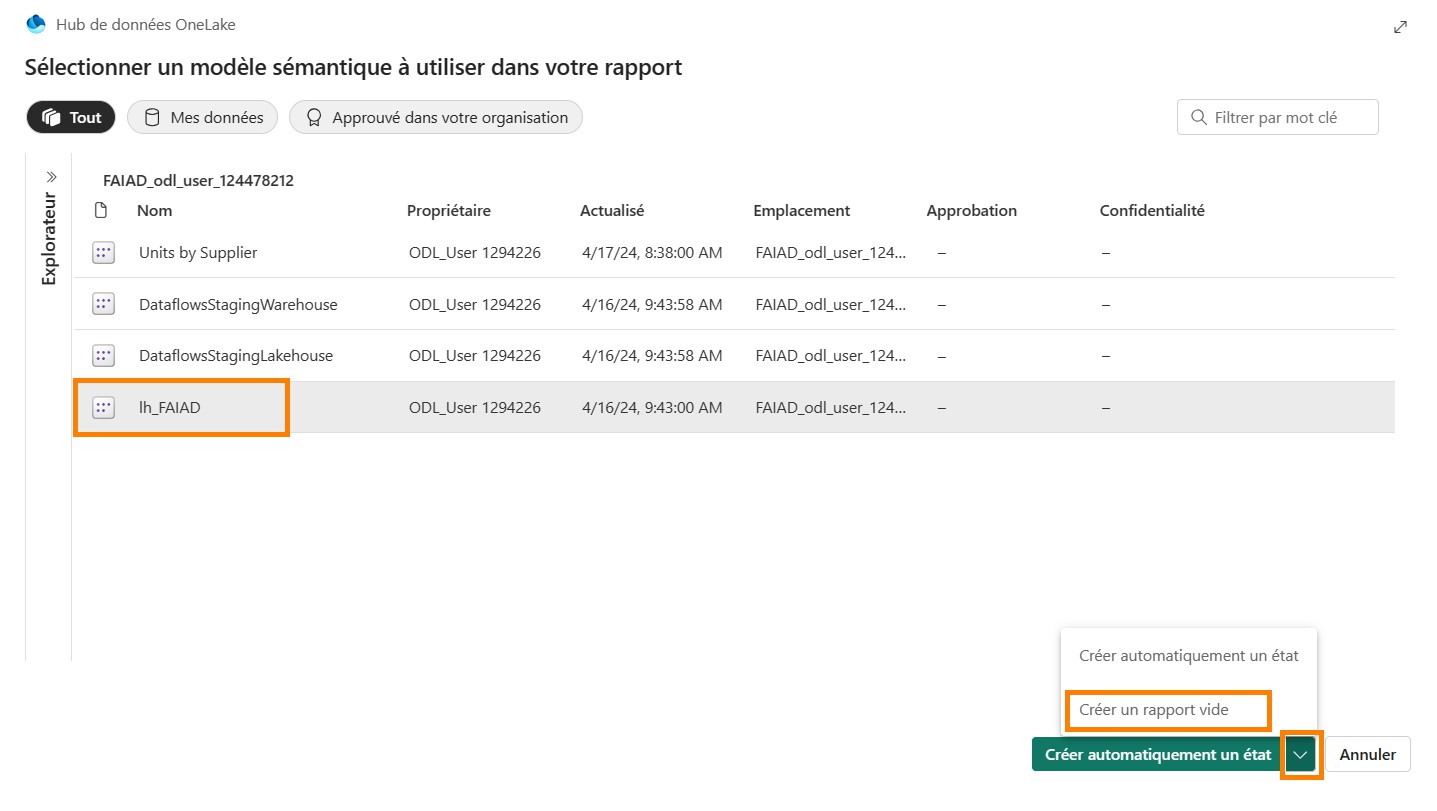 Hub de données OneLake
Sélectionner un modèle sémantique à utiliser dans votre rapport
Tout Mes données Approuvé dans votre organisation Filtrer par mot clé
Explorateur
FAIAD_odl_user_124478212
Nom Propriétaire Actualisé Emplacement Approbation Confidentialité
Units by Supplier ODL_User 1294226 4/17/24, 8:38:00 AM FAIAD_odl_user_124... – –
DataflowsStagingWarehouse ODL_User 1294226 4/16/24, 9:43:58 AM FAIAD_odl_user_124... – –
DataflowsStagingLakehouse ODL_User 1294226 4/16/24, 9:43:58 AM FAIAD_odl_user_124... – –
lh_FAIAD ODL_User 1294226 4/16/24, 9:43:00 AM FAIAD_odl_user_124... – –
Créer automatiquement un état
Créer un rapport vide
Créer automatiquement un état Annuler